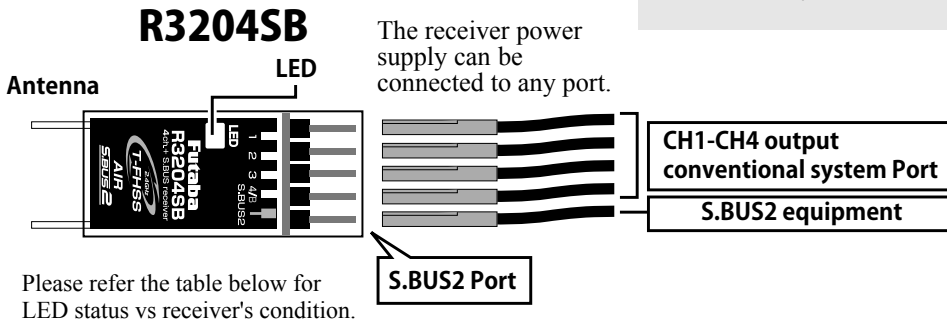 R3204SB
The receiver power
supply can be
connected to any port.
LED
Antenna
LED
1
2
3
4/B
S.BUS2
Futaba
R3204SB
4ch.+ S.BUS receiver
2.4GHz
T-FHSS
AIR
S.BUS2
CH1-CH4 output
conventional system Port
S.BUS2 equipment
S.BUS2 Port
Please refer the table below for
LED status vs receiver's condition.